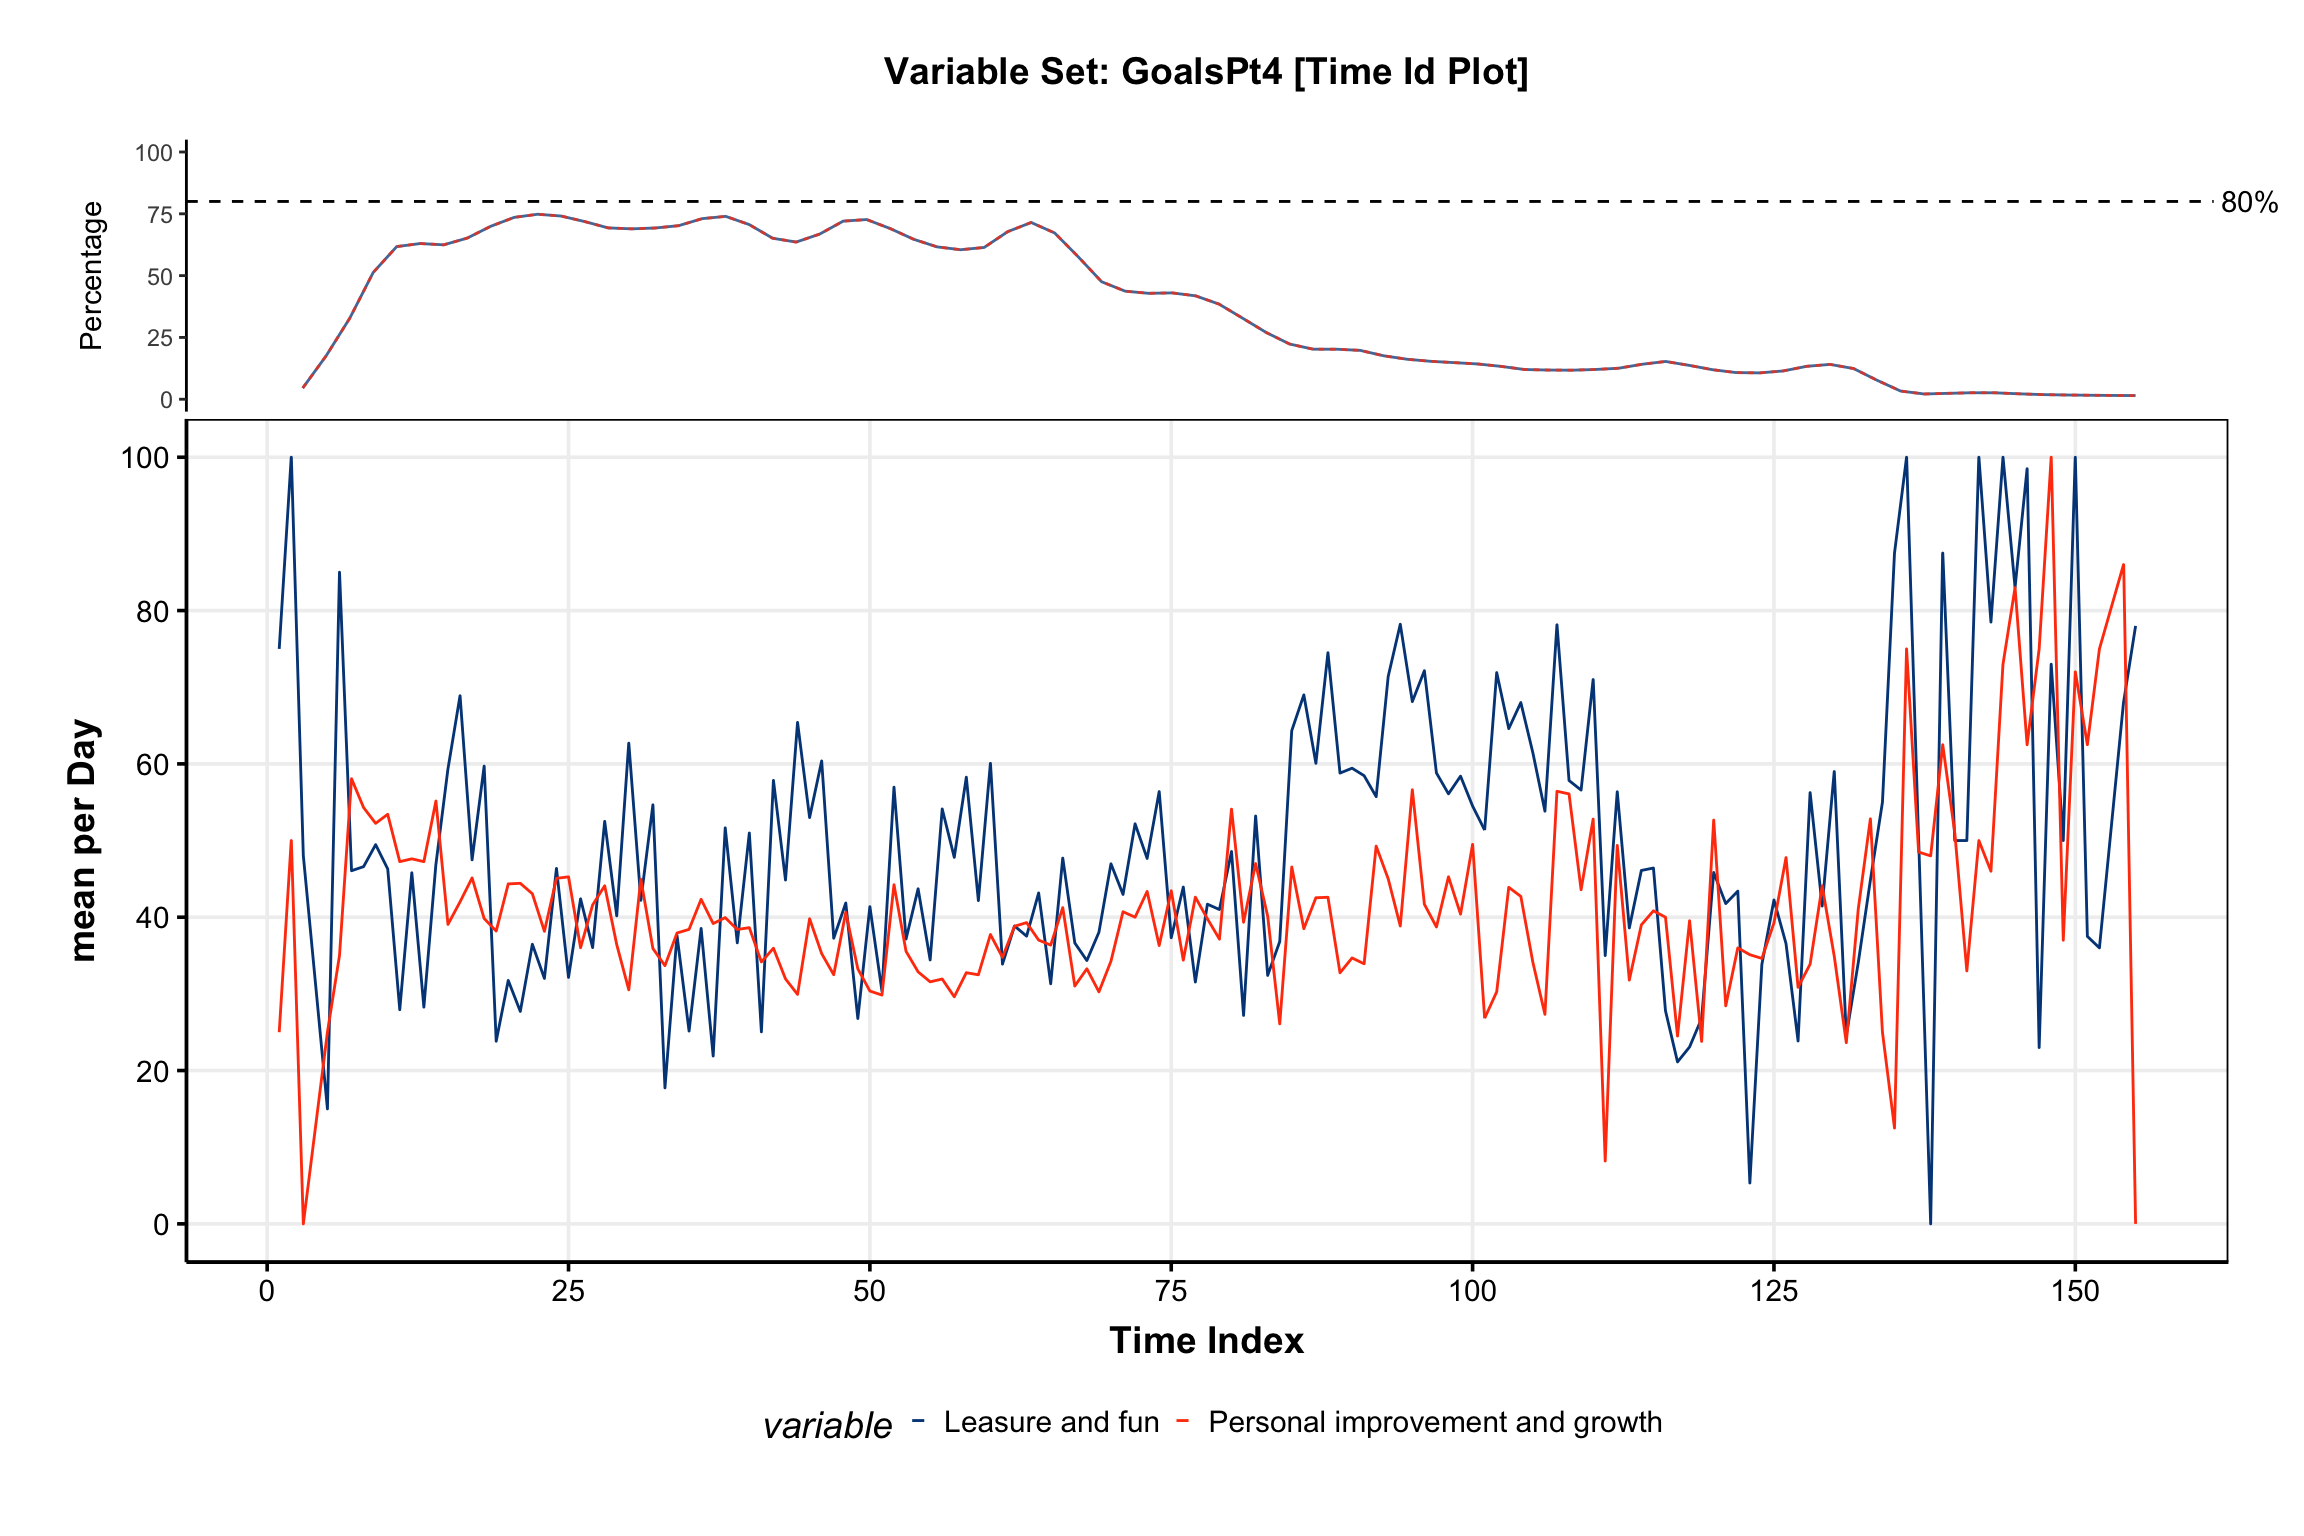 Variable Set: GoalsPt4 [Time Id Plot]
100
75
50
25
0
Percentage
80%
100
80
60
40
20
0
mean per Day
0 25 50 75 100 125 150
Time Index
variable Leasure and fun Personal improvement and growth